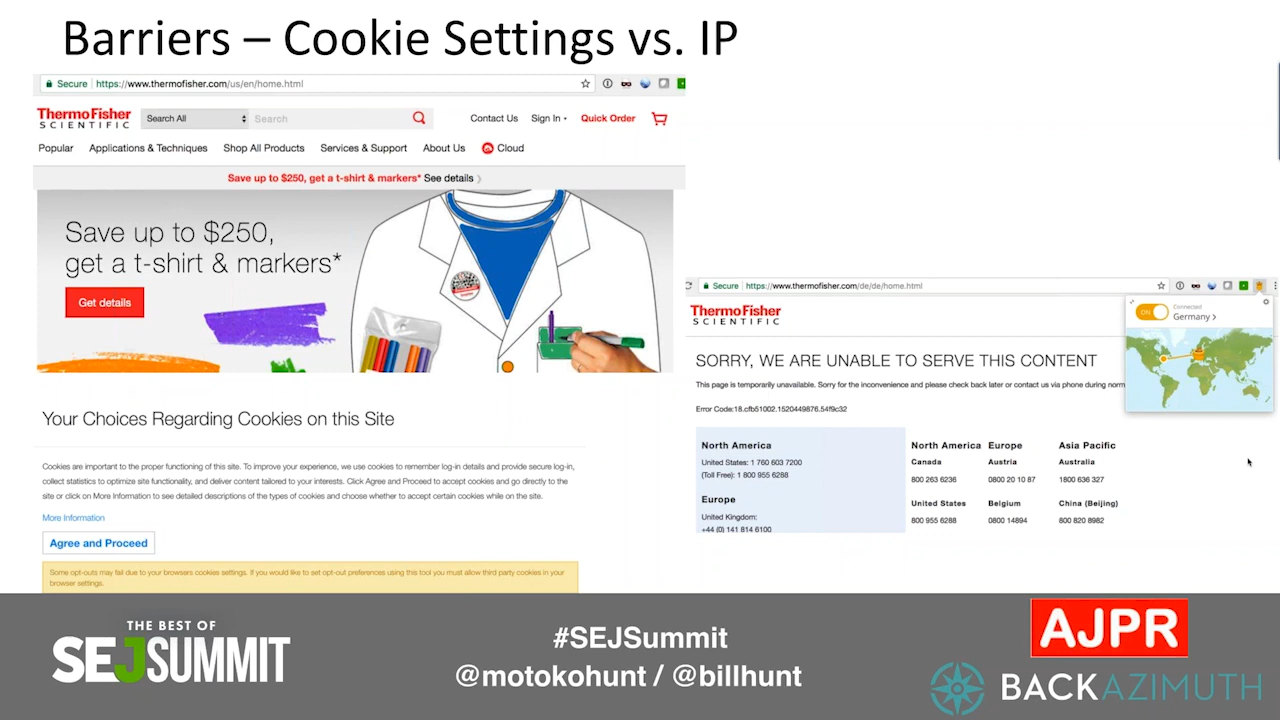 Barriers – Cookie Settings vs. IP
Secure | https://www.thermofisher.com/us/en/home.html
ThermoFisher
SCIENTIFIC
Search All
Search
Contact Us
Sign In
Quick Order
Popular
Applications & Techniques
Shop All Products
Services & Support
About Us
Cloud
Save up to $250, get a t-shirt & markers* See details
Save up to $250,
get a t-shirt & markers*
Get details
Your Choices Regarding Cookies on this Site
Cookies are important to the proper functioning of this site. To improve your experience, we use cookies to remember log-in details and provide secure log-in,
collect statistics to optimize site functionality, and deliver content tailored to your interests. Click Agree and Proceed to accept cookies and go directly to the
site or click on More Information to see detailed descriptions of the types of cookies and choose whether to accept certain cookies while on the site.
More Information
Agree and Proceed
Some opt-outs may fail due to your browsers cookies settings. If you would like to set opt-out preferences using this tool you must allow third party cookies in your
browser settings.
Secure | https://www.thermofisher.com/de/de/home.html
ThermoFisher
SCIENTIFIC
ON
Connected
Germany
SORRY, WE ARE UNABLE TO SERVE THIS CONTENT
This page is temporarily unavailable. Sorry for the inconvenience and please check back later or contact us via phone during norm
Error Code:18.cfb51002.1520449876.54f9c32
North America
United States: 1 760 603 7200
(Toll Free): 1 800 955 6288
Europe
United Kingdom:
+44 (0) 141 814 6100
North America
Europe
Asia Pacific
Canada
Austria
Australia
800 263 6236
0800 20 10 87
1800 636 327
United States
Belgium
China (Beijing)
800 955 6288
0800 14894
800 820 8982
THE BEST OF
SEJSUMMIT
#SEJSummit
@motokohunt / @billhunt
AJPR
BACKAZIMUTH